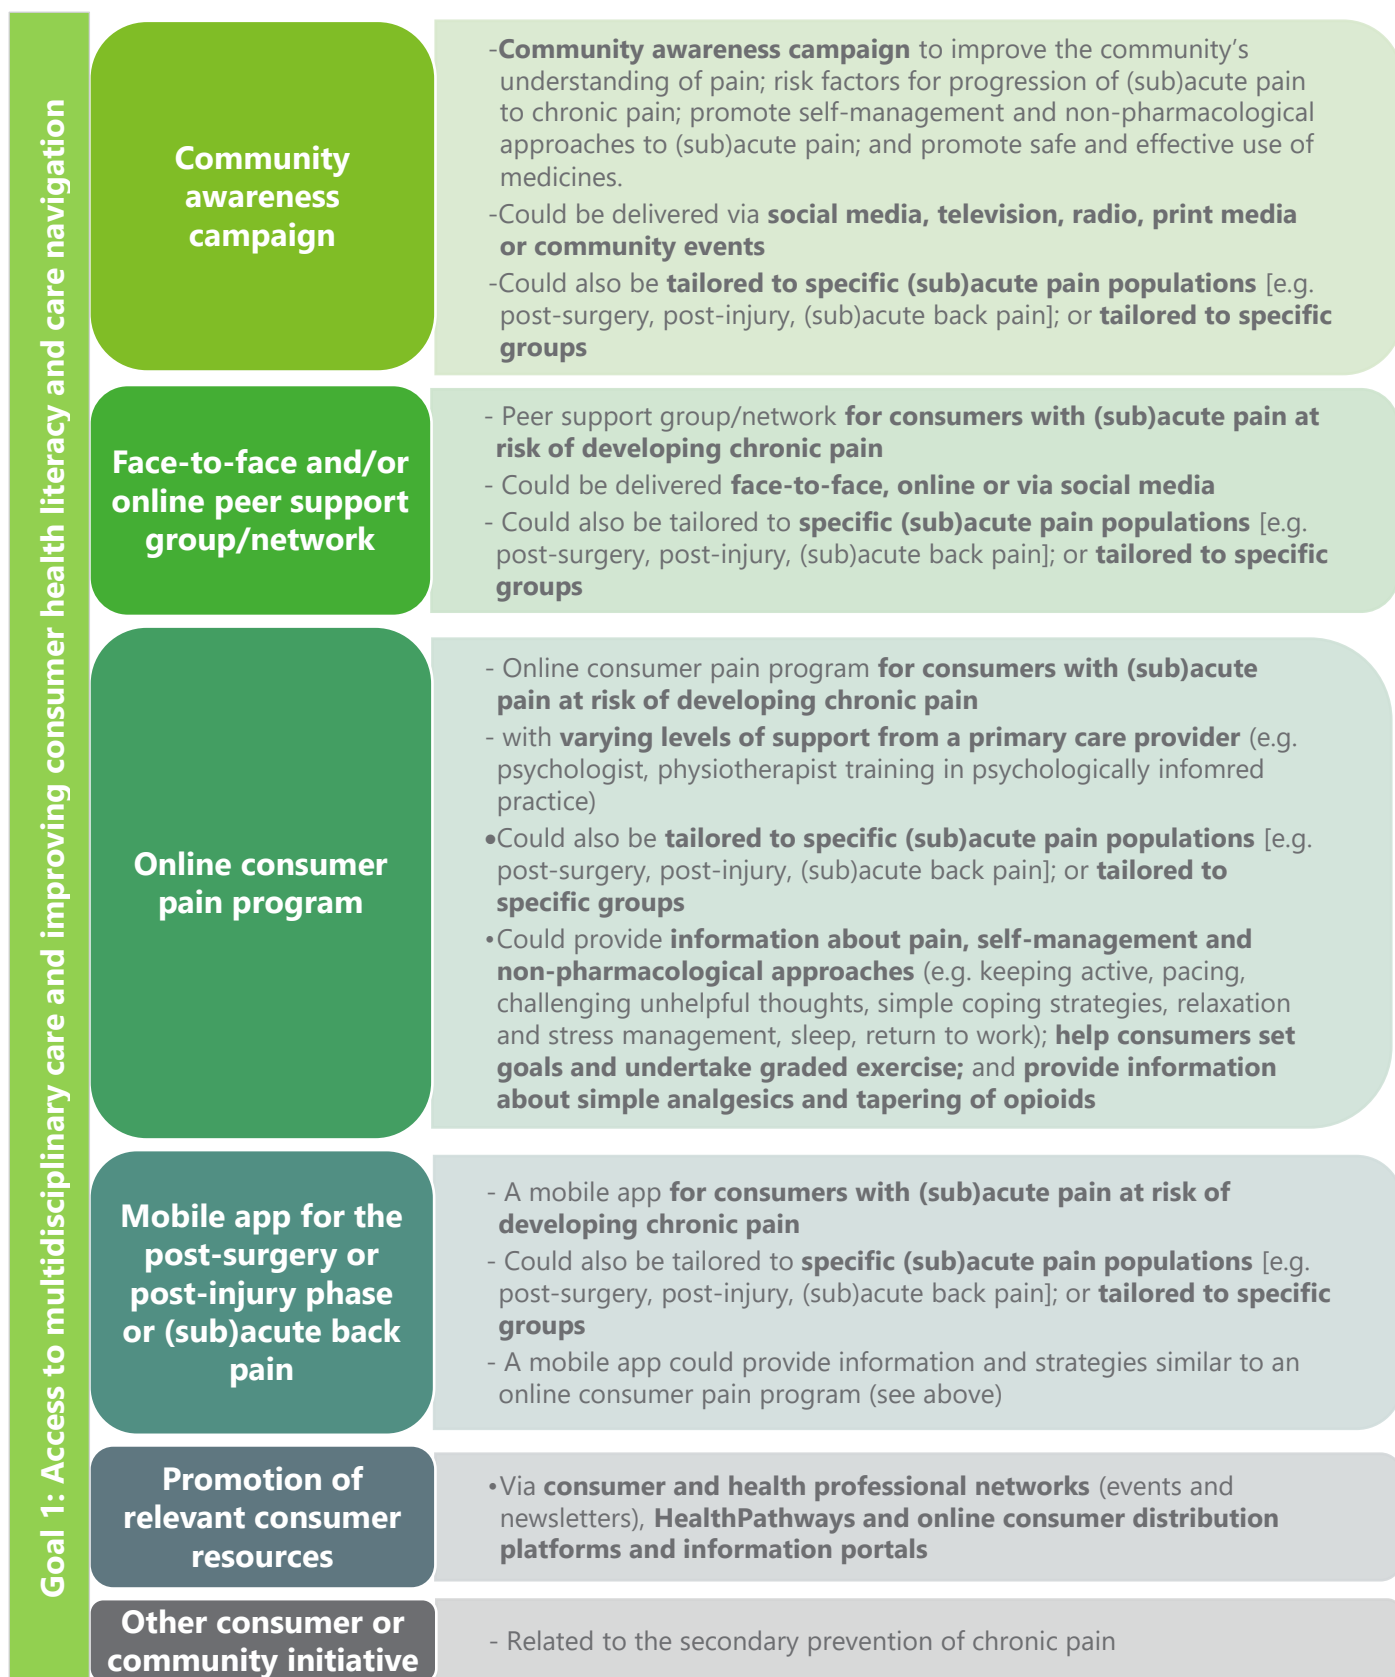 Goal 1: Access to multidisciplinary care and improving consumer health literacy and care navigation
Community
awareness
campaign
-Community awareness campaign to improve the community's
understanding of pain; risk factors for progression of (sub)acute pain
to chronic pain; promote self-management and non-pharmacological
approaches to (sub)acute pain; and promote safe and effective use of
medicines.
-Could be delivered via social media, television, radio, print media
or community events
-Could also be tailored to specific (sub)acute pain populations [e.g.
post-surgery, post-injury, (sub)acute back pain]; or tailored to specific
groups
Face-to-face and/or
online peer support
group/network
- Peer support group/network for consumers with (sub)acute pain at
risk of developing chronic pain
- Could be delivered face-to-face, online or via social media
- Could also be tailored to specific (sub)acute pain populations [e.g.
post-surgery, post-injury, (sub)acute back pain]; or tailored to specific
groups
Online consumer
pain program
- Online consumer pain program for consumers with (sub)acute
pain at risk of developing chronic pain
- with varying levels of support from a primary care provider (e.g.
psychologist, physiotherapist training in psychologically infomred
practice)
•Could also be tailored to specific (sub)acute pain populations [e.g.
post-surgery, post-injury, (sub)acute back pain]; or tailored to
specific groups
•Could provide information about pain, self-management and
non-pharmacological approaches (e.g. keeping active, pacing,
challenging unhelpful thoughts, simple coping strategies, relaxation
and stress management, sleep, return to work); help consumers set
goals and undertake graded exercise; and provide information
about simple analgesics and tapering of opioids
Mobile app for the
post-surgery or
post-injury phase
or (sub)acute back
pain
- A mobile app for consumers with (sub)acute pain at risk of
developing chronic pain
- Could also be tailored to specific (sub)acute pain populations [e.g.
post-surgery, post-injury, (sub)acute back pain]; or tailored to specific
groups
- A mobile app could provide information and strategies similar to an
online consumer pain program (see above)
Promotion of
relevant consumer
resources
•Via consumer and health professional networks (events and
newsletters), HealthPathways and online consumer distribution
platforms and information portals
Other consumer or
community initiative
- Related to the secondary prevention of chronic pain